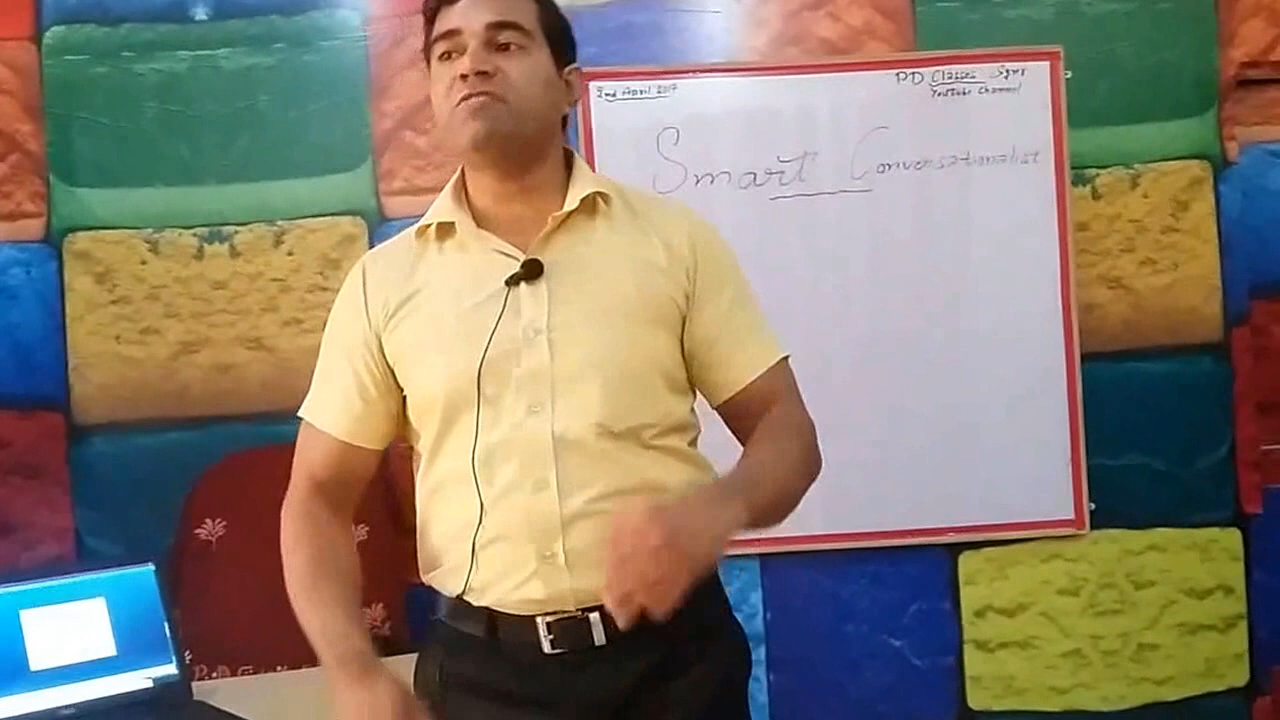 2nd April 2017
PD Classes
YouTube Channel
Smart Conversationalist